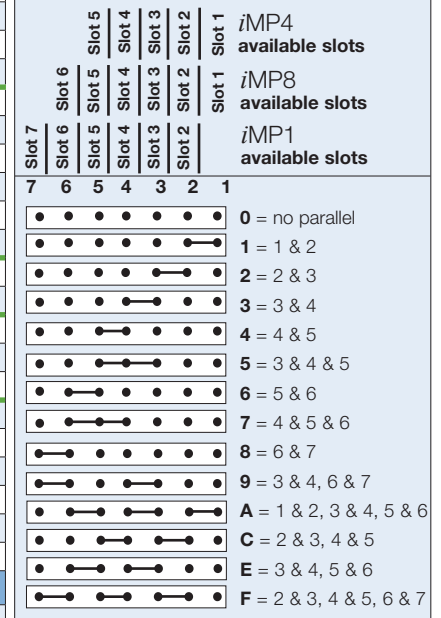 Slot 5 Slot 4 Slot 3 Slot 2 Slot 1 iMP4
available slots
Slot 6 Slot 5 Slot 4 Slot 3 Slot 2 Slot 1 iMP8
available slots
Slot 7 Slot 6 Slot 5 Slot 4 Slot 3 Slot 2 iMP1
available slots
7 6 5 4 3 2 1
0 = no parallel
1 = 1 & 2
2 = 2 & 3
3 = 3 & 4
4 = 4 & 5
5 = 3 & 4 & 5
6 = 5 & 6
7 = 4 & 5 & 6
8 = 6 & 7
9 = 3 & 4, 6 & 7
A = 1 & 2, 3 & 4, 5 & 6
C = 2 & 3, 4 & 5
E = 3 & 4, 5 & 6
F = 2 & 3, 4 & 5, 6 & 7